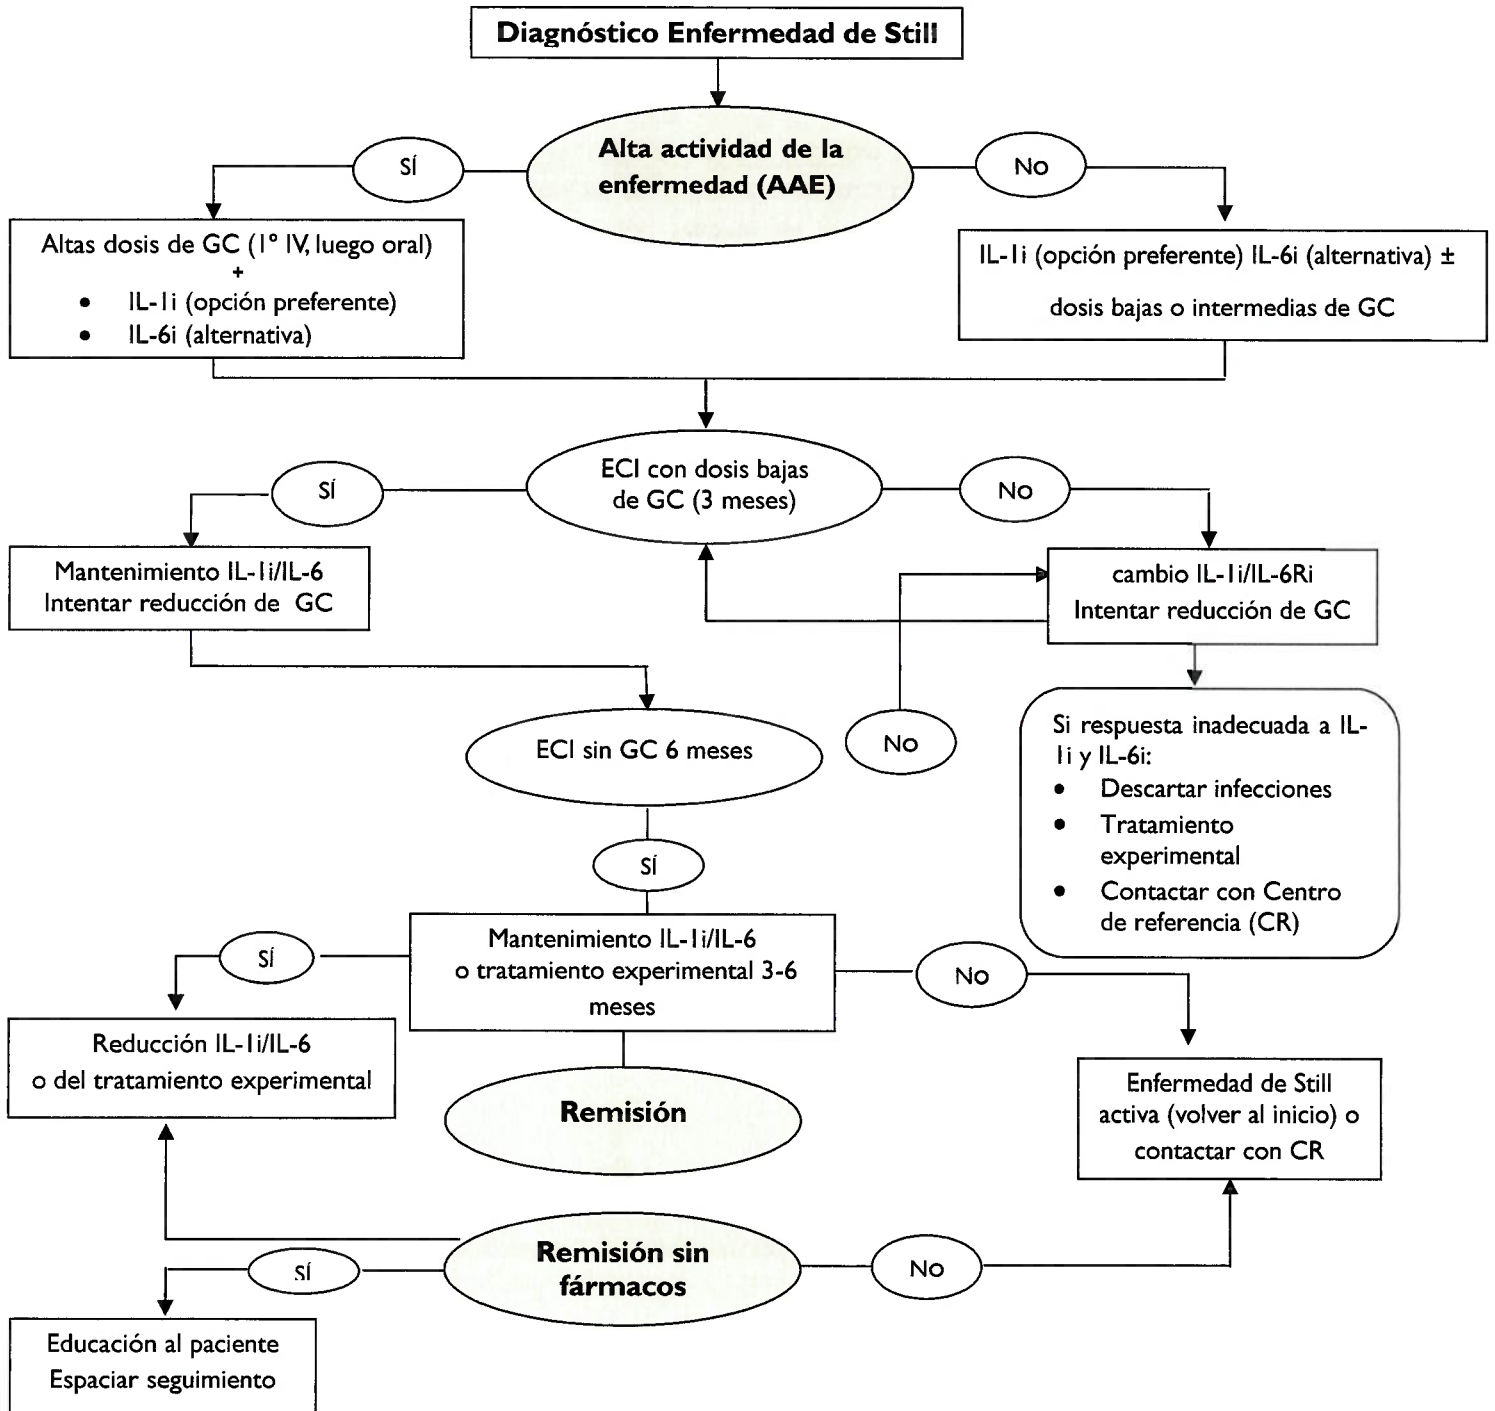 Diagnóstico Enfermedad de Still
Alta actividad de la
enfermedad (AAE)
SÍ
No
Altas dosis de GC (1º IV, luego oral)
+
• IL-1i (opción preferente)
• IL-6i (alternativa)
IL-1i (opción preferente) IL-6i (alternativa) ±
dosis bajas o intermedias de GC
ECI con dosis bajas
de GC (3 meses)
SÍ
No
Mantenimiento IL-1i/IL-6
Intentar reducción de GC
cambio IL-1i/IL-6Ri
Intentar reducción de GC
ECI sin GC 6 meses
No
Si respuesta inadecuada a IL-
1i y IL-6i:
• Descartar infecciones
• Tratamiento
experimental
• Contactar con Centro
de referencia (CR)
SÍ
Mantenimiento IL-1i/IL-6
o tratamiento experimental 3-6
meses
SÍ
No
Reducción IL-1i/IL-6
o del tratamiento experimental
Enfermedad de Still
activa (volver al inicio) o
contactar con CR
Remisión
Remisión sin
fármacos
SÍ
No
Educación al paciente
Espaciar seguimiento